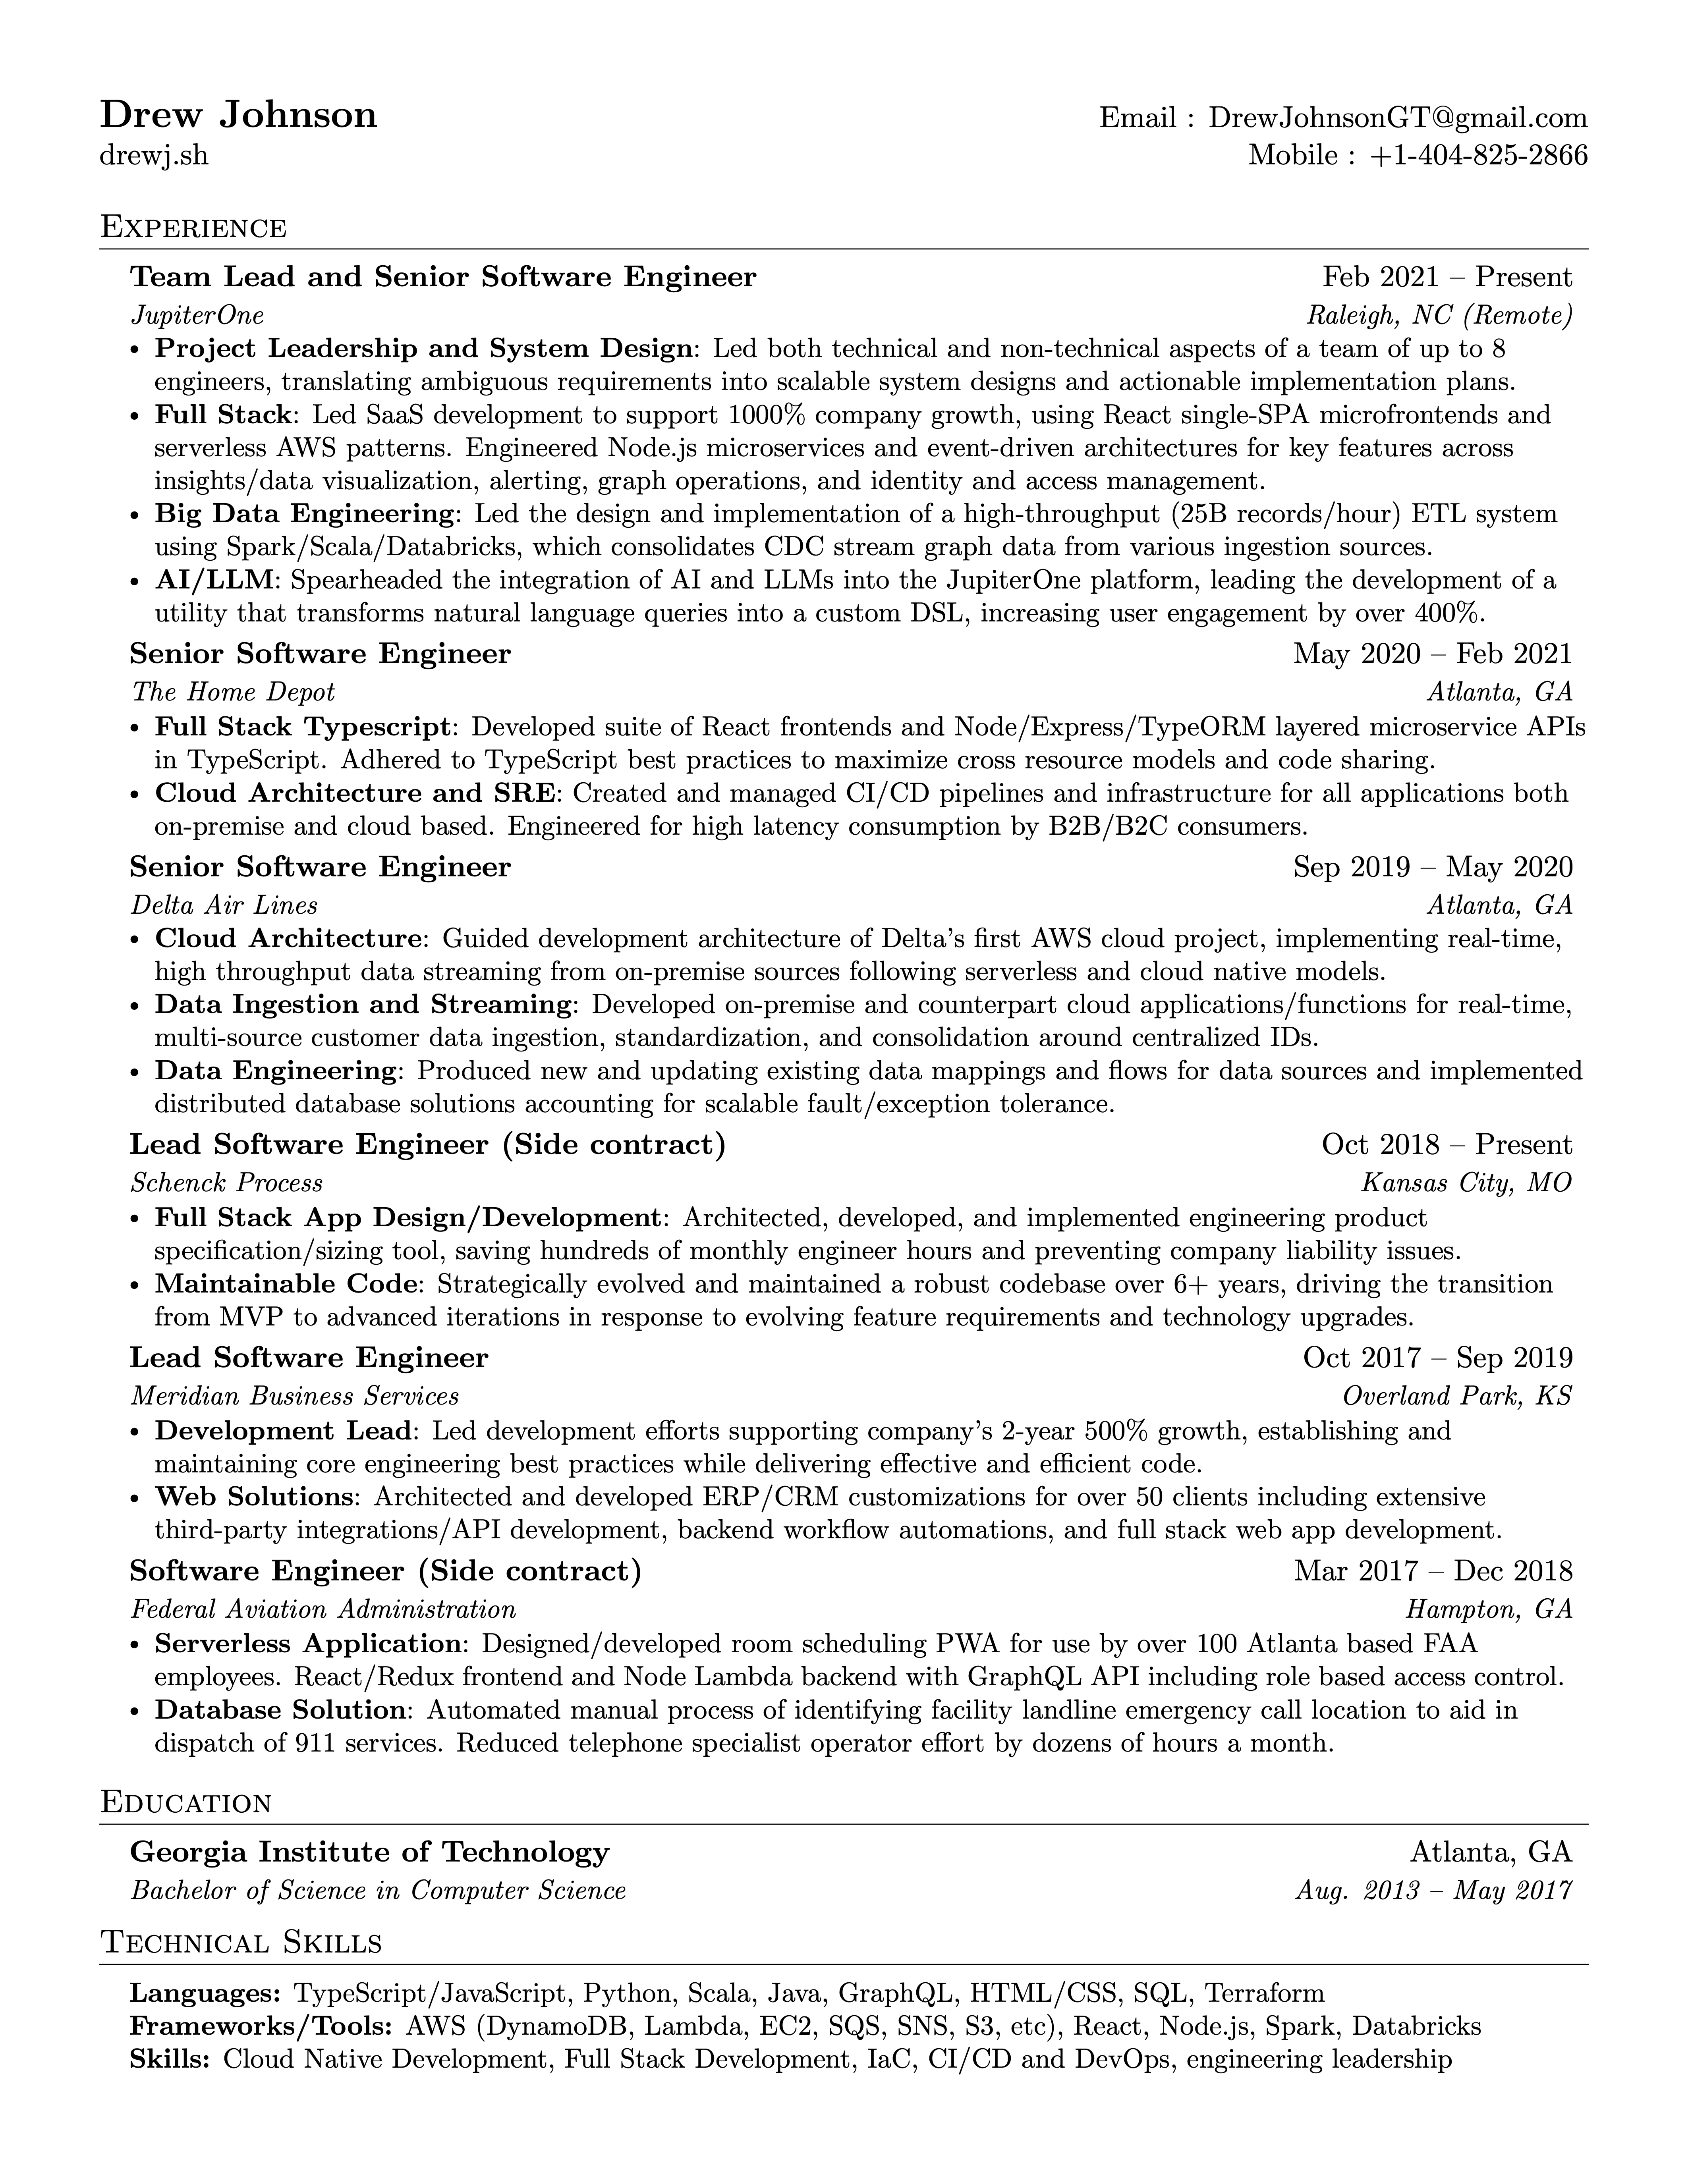 Drew Johnson
Email : DrewJohnsonGT@gmail.com
drewj.sh
Mobile : +1-404-825-2866
Experience
Team Lead and Senior Software Engineer
Feb 2021 – Present
JupiterOne
Raleigh, NC (Remote)
• Project Leadership and System Design: Led both technical and non-technical aspects of a team of up to 8
engineers, translating ambiguous requirements into scalable system designs and actionable implementation plans.
• Full Stack: Led SaaS development to support 1000% company growth, using React single-SPA microfrontends and
serverless AWS patterns. Engineered Node.js microservices and event-driven architectures for key features across
insights/data visualization, alerting, graph operations, and identity and access management.
• Big Data Engineering: Led the design and implementation of a high-throughput (25B records/hour) ETL system
using Spark/Scala/Databricks, which consolidates CDC stream graph data from various ingestion sources.
• AI/LLM: Spearheaded the integration of AI and LLMs into the JupiterOne platform, leading the development of a
utility that transforms natural language queries into a custom DSL, increasing user engagement by over 400%.
Senior Software Engineer
May 2020 – Feb 2021
The Home Depot
Atlanta, GA
• Full Stack Typescript: Developed suite of React frontends and Node/Express/TypeORM layered microservice APIs
in TypeScript. Adhered to TypeScript best practices to maximize cross resource models and code sharing.
• Cloud Architecture and SRE: Created and managed CI/CD pipelines and infrastructure for all applications both
on-premise and cloud based. Engineered for high latency consumption by B2B/B2C consumers.
Senior Software Engineer
Sep 2019 – May 2020
Delta Air Lines
Atlanta, GA
• Cloud Architecture: Guided development architecture of Delta's first AWS cloud project, implementing real-time,
high throughput data streaming from on-premise sources following serverless and cloud native models.
• Data Ingestion and Streaming: Developed on-premise and counterpart cloud applications/functions for real-time,
multi-source customer data ingestion, standardization, and consolidation around centralized IDs.
• Data Engineering: Produced new and updating existing data mappings and flows for data sources and implemented
distributed database solutions accounting for scalable fault/exception tolerance.
Lead Software Engineer (Side contract)
Oct 2018 – Present
Schenck Process
Kansas City, MO
• Full Stack App Design/Development: Architected, developed, and implemented engineering product
specification/sizing tool, saving hundreds of monthly engineer hours and preventing company liability issues.
• Maintainable Code: Strategically evolved and maintained a robust codebase over 6+ years, driving the transition
from MVP to advanced iterations in response to evolving feature requirements and technology upgrades.
Lead Software Engineer
Oct 2017 – Sep 2019
Meridian Business Services
Overland Park, KS
• Development Lead: Led development efforts supporting company's 2-year 500% growth, establishing and
maintaining core engineering best practices while delivering effective and efficient code.
• Web Solutions: Architected and developed ERP/CRM customizations for over 50 clients including extensive
third-party integrations/API development, backend workflow automations, and full stack web app development.
Software Engineer (Side contract)
Mar 2017 – Dec 2018
Federal Aviation Administration
Hampton, GA
• Serverless Application: Designed/developed room scheduling PWA for use by over 100 Atlanta based FAA
employees. React/Redux frontend and Node Lambda backend with GraphQL API including role based access control.
• Database Solution: Automated manual process of identifying facility landline emergency call location to aid in
dispatch of 911 services. Reduced telephone specialist operator effort by dozens of hours a month.
Education
Georgia Institute of Technology
Atlanta, GA
Bachelor of Science in Computer Science
Aug. 2013 – May 2017
Technical Skills
Languages: TypeScript/JavaScript, Python, Scala, Java, GraphQL, HTML/CSS, SQL, Terraform
Frameworks/Tools: AWS (DynamoDB, Lambda, EC2, SQS, SNS, S3, etc), React, Node.js, Spark, Databricks
Skills: Cloud Native Development, Full Stack Development, IaC, CI/CD and DevOps, engineering leadership